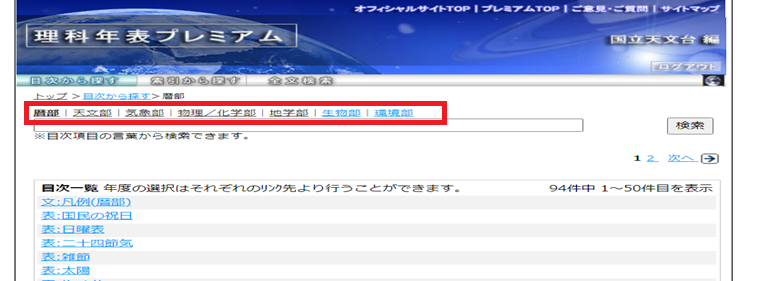 オフィシャルサイトTOP | プレミアムTOP | ご意見・ご質問 | サイトマップ
理科年表プレミアム
国立天文台 編
ログアウト
目次から探す 索引から探す 全文検索
トップ > 目次から探す > 暦部
暦部 | 天文部 | 気象部 | 物理/化学部 | 地学部 | 生物部 | 環境部
検索
※目次項目の言葉から検索できます。
1 2 次へ
目次一覧 年度の選択はそれぞれのリンク先より行うことができます。 94件中 1～50件目を表示
文:凡例(暦部)
表:国民の祝日
表:日曜表
表:二十四節気
表:雑節
表:太陽